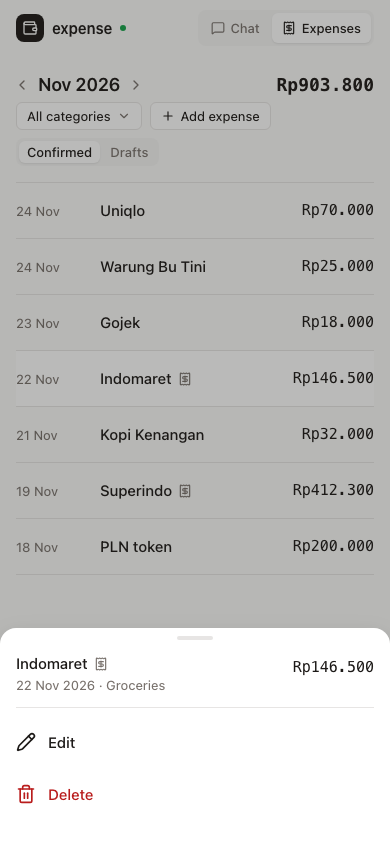 expense
Chat
Expenses
Nov 2026
Rp903.800
All categories
Add expense
Confirmed
Drafts
24 Nov Uniqlo Rp70.000
24 Nov Warung Bu Tini Rp25.000
23 Nov Gojek Rp18.000
22 Nov Indomaret Rp146.500
21 Nov Kopi Kenangan Rp32.000
19 Nov Superindo Rp412.300
18 Nov PLN token Rp200.000
Indomaret Rp146.500
22 Nov 2026 · Groceries
Edit
Delete